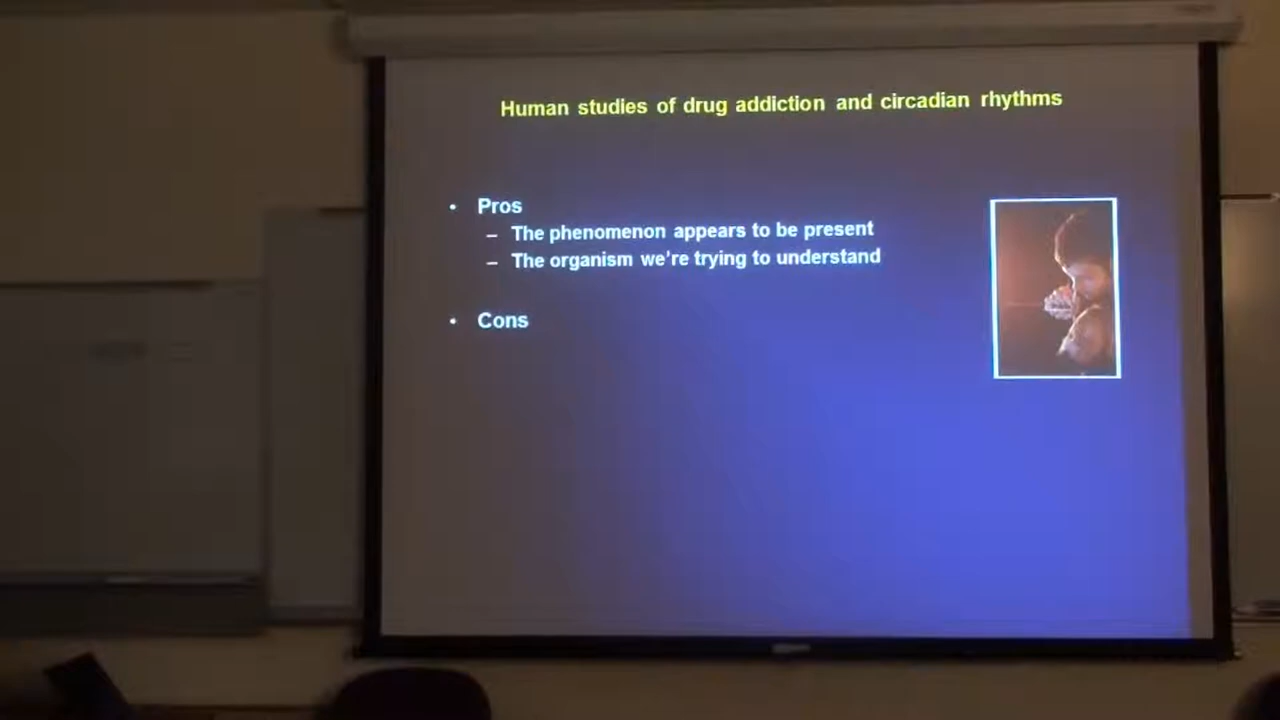 Human studies of drug addiction and circadian rhythms
• Pros
– The phenomenon appears to be present
– The organism we're trying to understand
• Cons